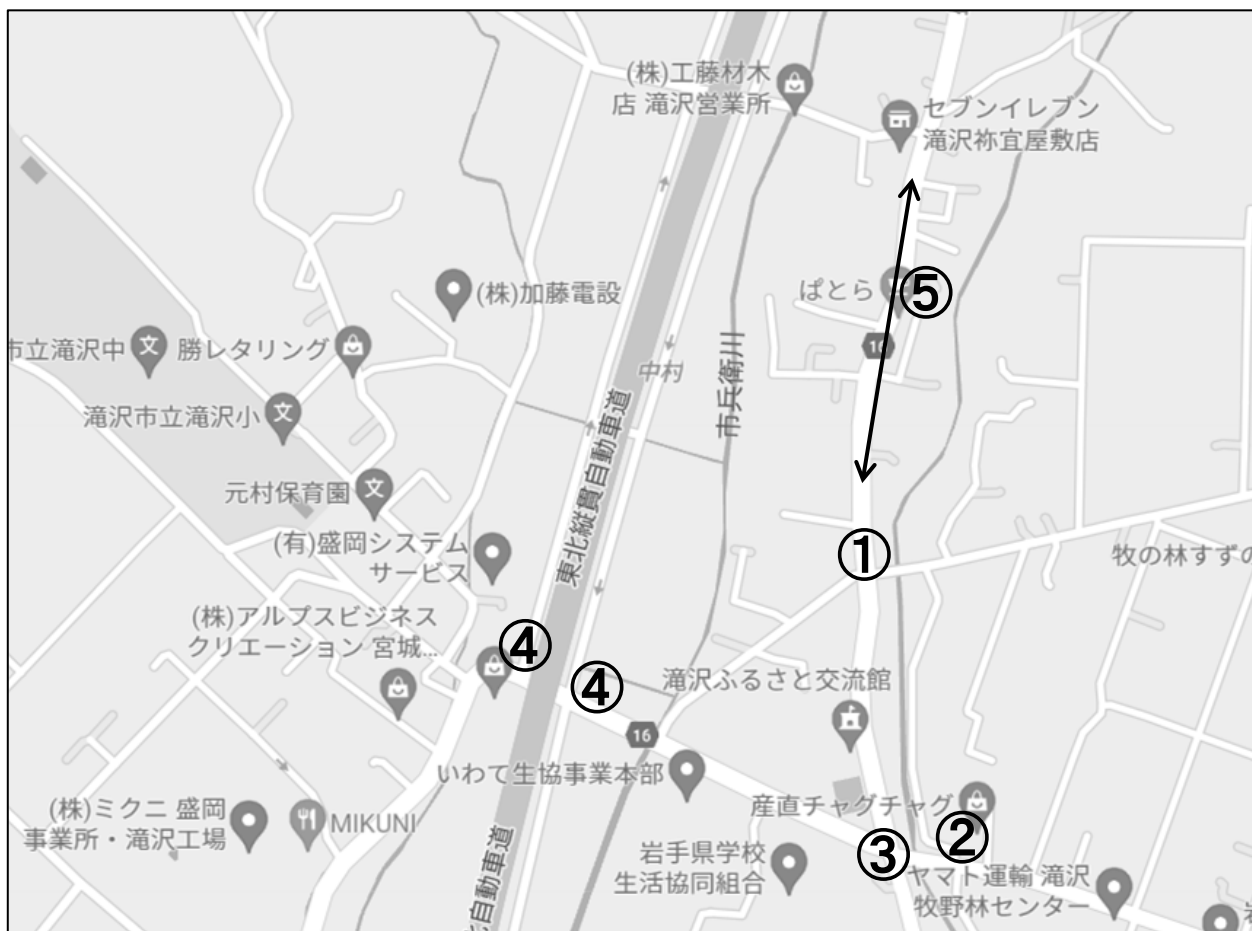 (株)工藤材木
店 滝沢営業所
セブンイレブン
滝沢祢宜屋敷店
ぱとら
⑤
16
(株)加藤電設
市立滝沢中
文
勝レタリング
中村
市兵衛川
滝沢市立滝沢小
文
東北縦貫自動車道
元村保育園
文
(有)盛岡システム
サービス
①
牧の林すずの
(株)アルプスビジネス
クリエーション 宮城...
④
④
滝沢ふるさと交流館
16
いわて生協事業本部
(株)ミクニ 盛岡
事業所・滝沢工場
MIKUNI
産直チャグチャグ
②
③
岩手県学校
生活協同組合
ヤマト運輸 滝沢
牧野林センター
自動車道